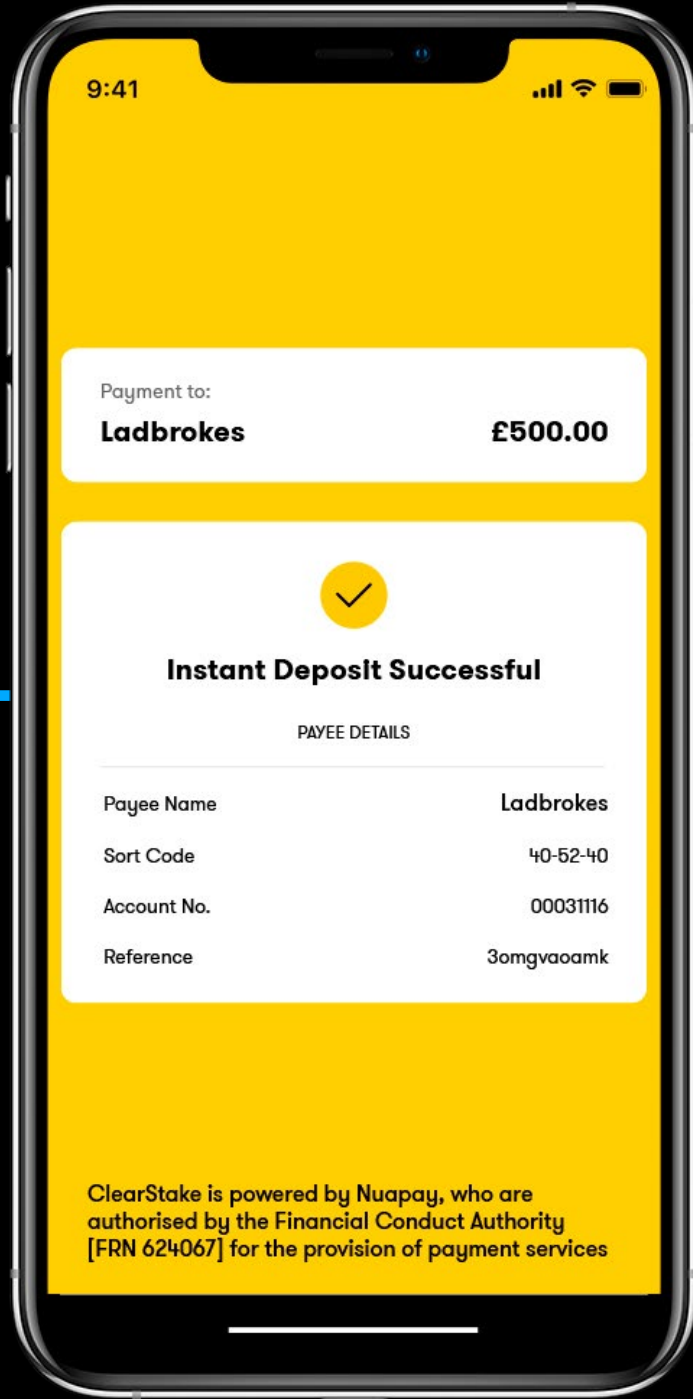 9:41
Payment to:
Ladbrokes £500.00
Instant Deposit Successful
PAYEE DETAILS
Payee Name Ladbrokes
Sort Code 40-52-40
Account No. 00031116
Reference 3omgvaoamk
ClearStake is powered by Nuapay, who are
authorised by the Financial Conduct Authority
[FRN 624067] for the provision of payment services